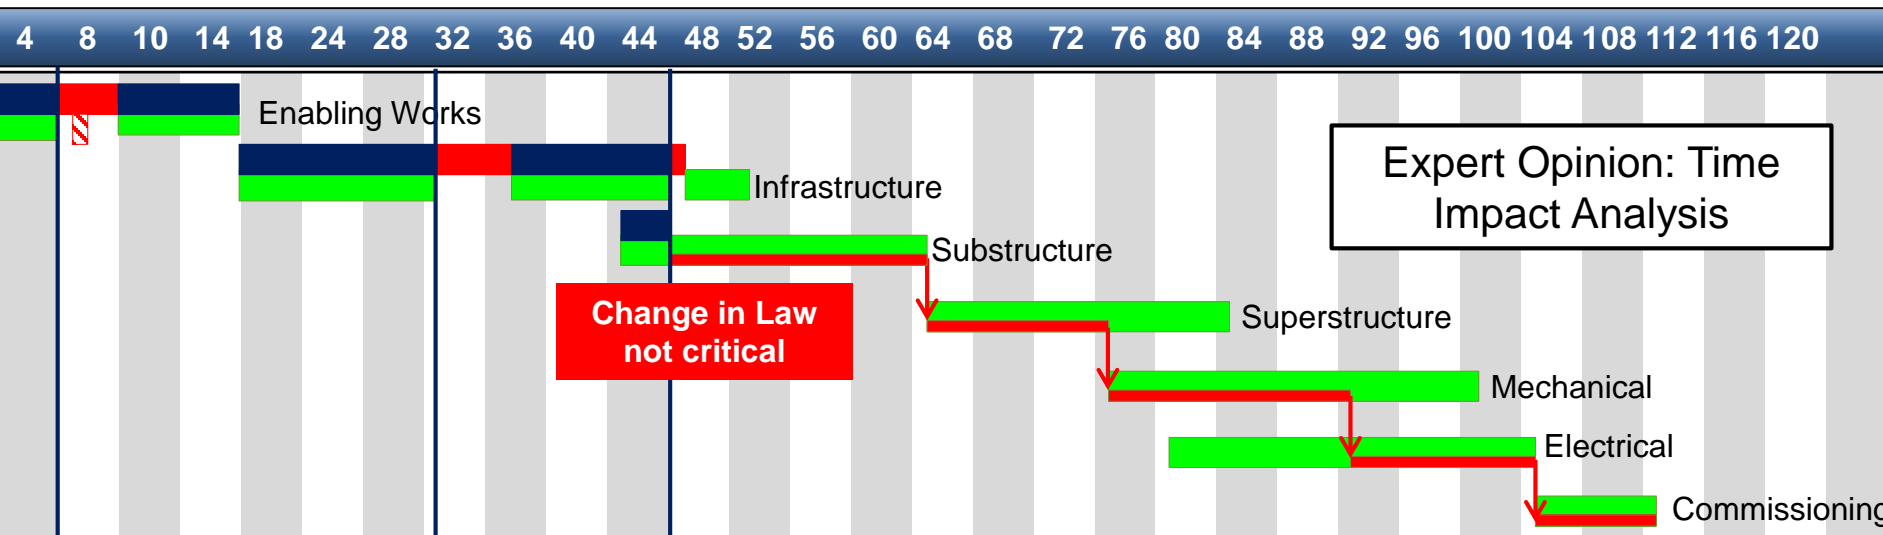 4 8 10 14 18 24 28 32 36 40 44 48 52 56 60 64 68 72 76 80 84 88 92 96 100 104 108 112 116 120
Enabling Works
Expert Opinion: Time
Impact Analysis
Infrastructure
Substructure
Change in Law
not critical
Superstructure
Mechanical
Electrical
Commissioning